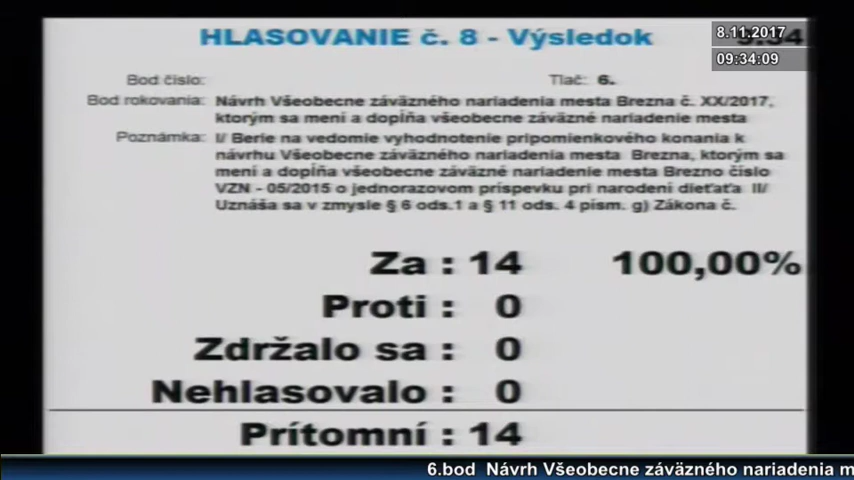 HLASOVANIE č. 8 - Výsledok
8.11.2017
09:34:09
Bod číslo: Tlač: 6.
Bod rokovania: Návrh Všeobecne záväzného nariadenia mesta Brezna č. XX/2017,
ktorým sa mení a dopĺňa všeobecne záväzné nariadenie mesta
Poznámka: I/ Berie na vedomie vyhodnotenie pripomienkového konania k
návrhu Všeobecne záväzného nariadenia mesta Brezna, ktorým sa
mení a dopĺňa všeobecne záväzné nariadenie mesta Brezno číslo
VZN - 05/2015 o jednorazovom príspevku pri narodení dieťaťa II/
Uznáša sa v zmysle § 6 ods.1 a § 11 ods. 4 písm. g) Zákona č.
Za : 14 100,00%
Proti : 0
Zdržalo sa : 0
Nehlasovalo : 0
Prítomní : 14
6.bod Návrh Všeobecne záväzného nariadenia m